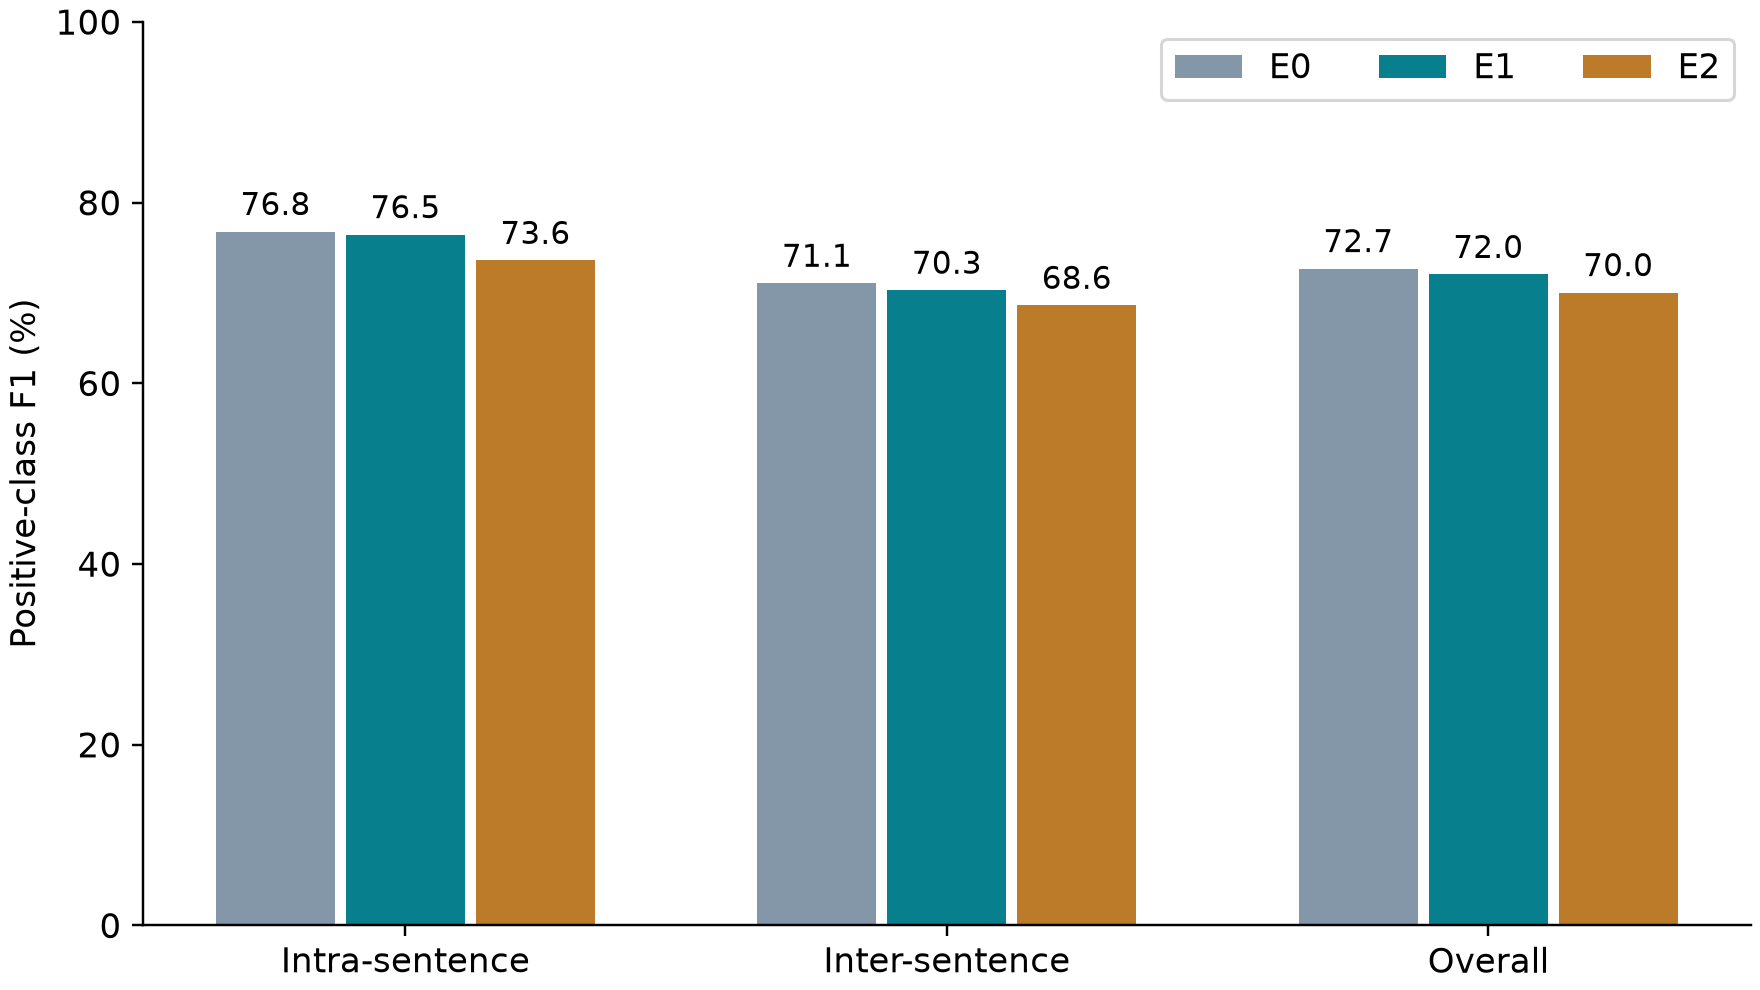 100
80
60
40
20
0
Positive-class F1 (%)
E0 E1 E2
76.8 76.5 73.6
71.1 70.3 68.6
72.7 72.0 70.0
Intra-sentence Inter-sentence Overall